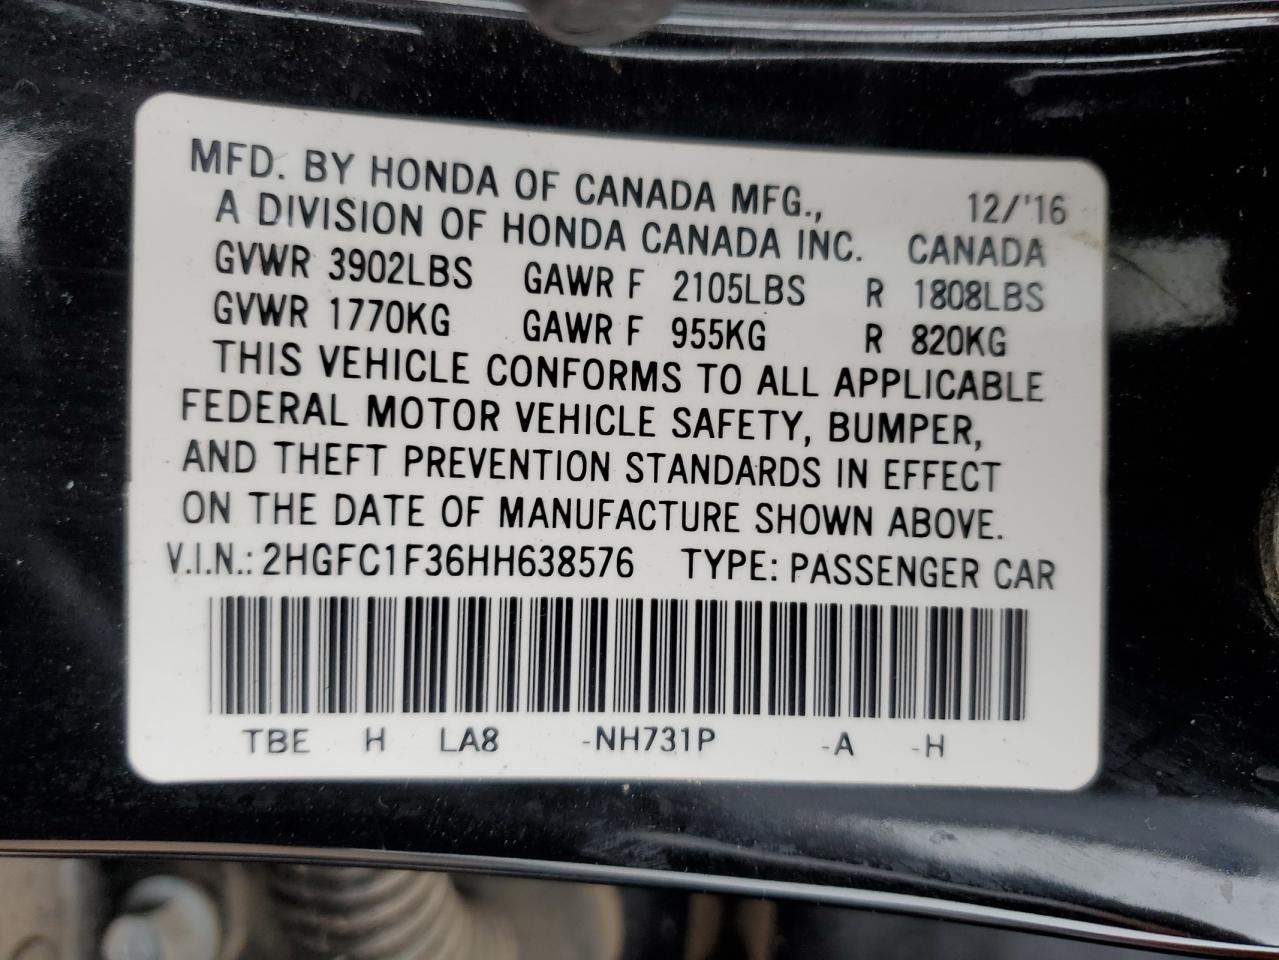 MFD. BY HONDA OF CANADA MFG., 12/'16
A DIVISION OF HONDA CANADA INC. CANADA
GVWR 3902LBS GAWR F 2105LBS R 1808LBS
GVWR 1770KG GAWR F 955KG R 820KG
THIS VEHICLE CONFORMS TO ALL APPLICABLE
FEDERAL MOTOR VEHICLE SAFETY, BUMPER,
AND THEFT PREVENTION STANDARDS IN EFFECT
ON THE DATE OF MANUFACTURE SHOWN ABOVE.
V.I.N.: 2HGFC1F36HH638576 TYPE: PASSENGER CAR
TBE H LA8 -NH731P -A -H